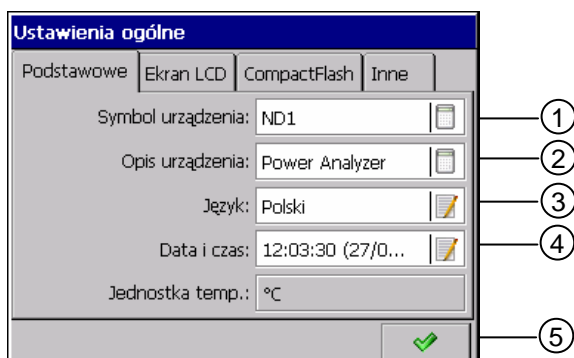 Ustawienia ogólne
Podstawowe Ekran LCD CompactFlash Inne
Symbol urządzenia: ND1 1
Opis urządzenia: Power Analyzer 2
Język: Polski 3
Data i czas: 12:03:30 (27/0... 4
Jednostka temp.: °C
5